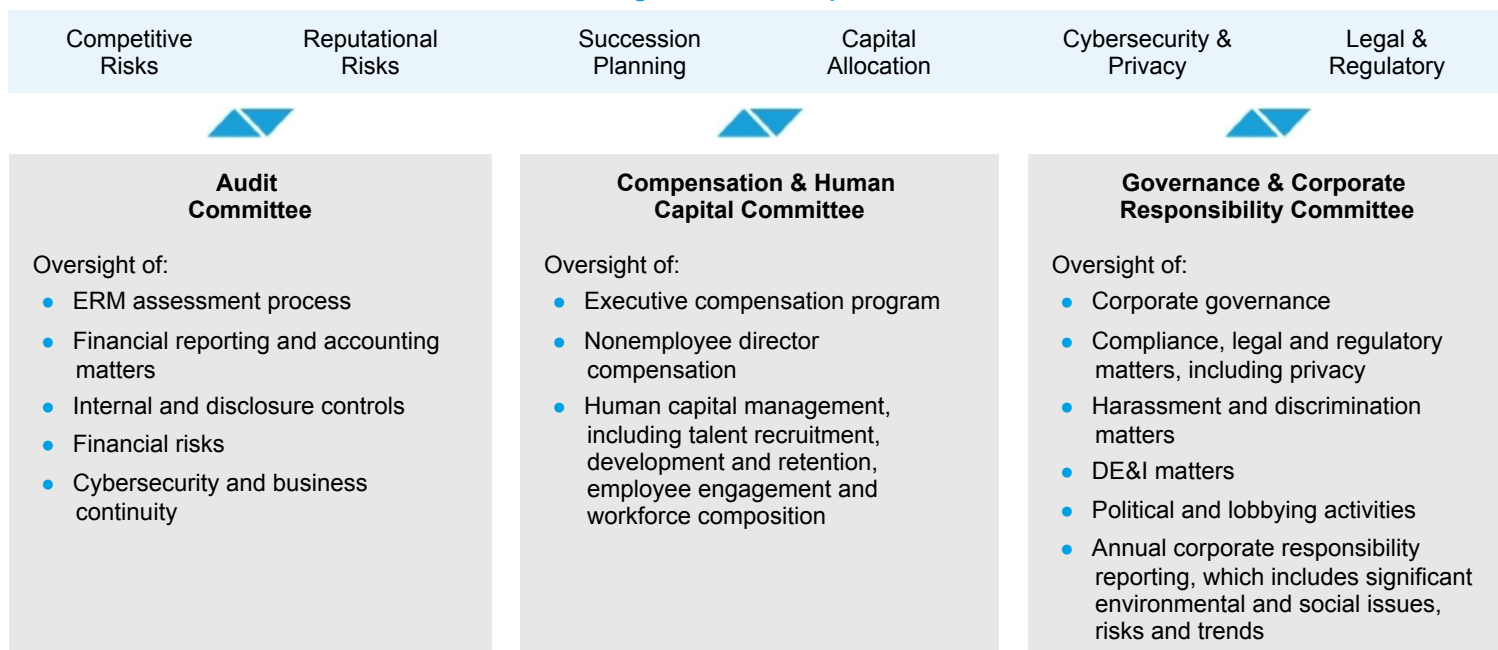 Competitive
Risks
Reputational
Risks
Succession
Planning
Capital
Allocation
Cybersecurity &
Privacy
Legal &
Regulatory
Audit
Committee
Oversight of:
● ERM assessment process
● Financial reporting and accounting
matters
● Internal and disclosure controls
● Financial risks
● Cybersecurity and business
continuity
Compensation & Human
Capital Committee
Oversight of:
● Executive compensation program
● Nonemployee director
compensation
● Human capital management,
including talent recruitment,
development and retention,
employee engagement and
workforce composition
Governance & Corporate
Responsibility Committee
Oversight of:
● Corporate governance
● Compliance, legal and regulatory
matters, including privacy
● Harassment and discrimination
matters
● DE&I matters
● Political and lobbying activities
● Annual corporate responsibility
reporting, which includes significant
environmental and social issues,
risks and trends